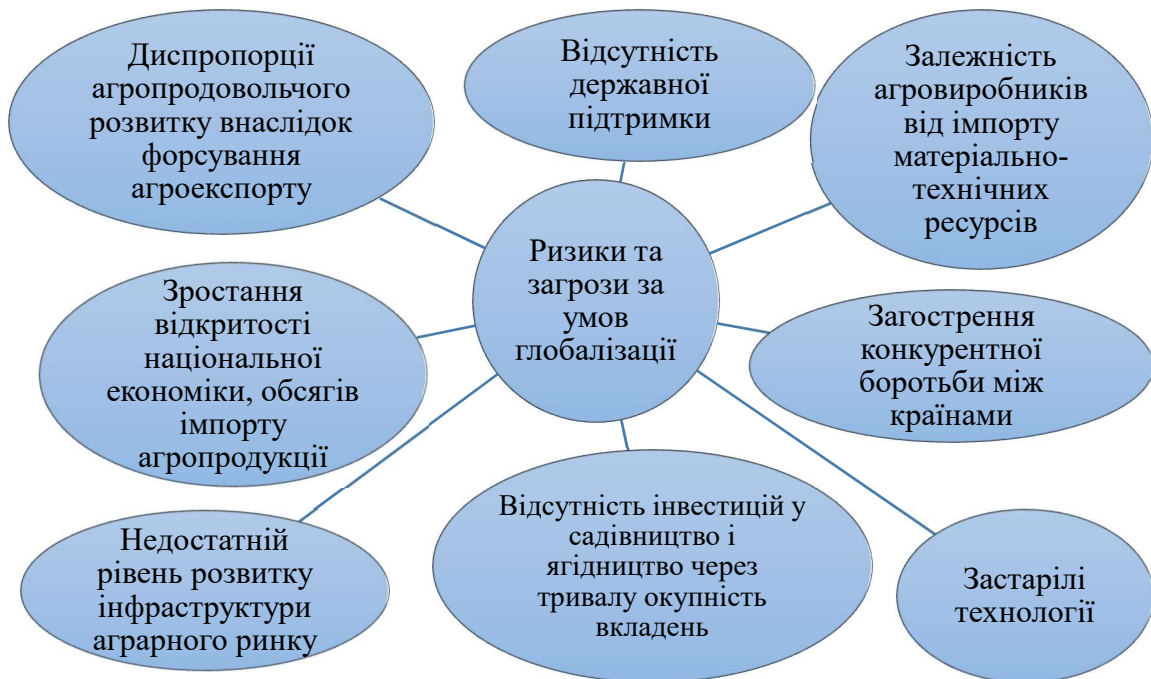 Диспропорції
агропродовольчого
розвитку внаслідок
форсування
агроекспорту
Відсутність
державної
підтримки
Залежність
агровиробників
від імпорту
матеріально-
технічних
ресурсів
Ризики та
загрози за
умов
глобалізації
Зростання
відкритості
національної
економіки, обсягів
імпорту
агропродукції
Загострення
конкурентної
боротьби між
країнами
Недостатній
рівень розвитку
інфраструктури
аграрного ринку
Відсутність інвестицій у
садівництво і
ягідництво через
тривалу окупність
вкладень
Застарілі
технології